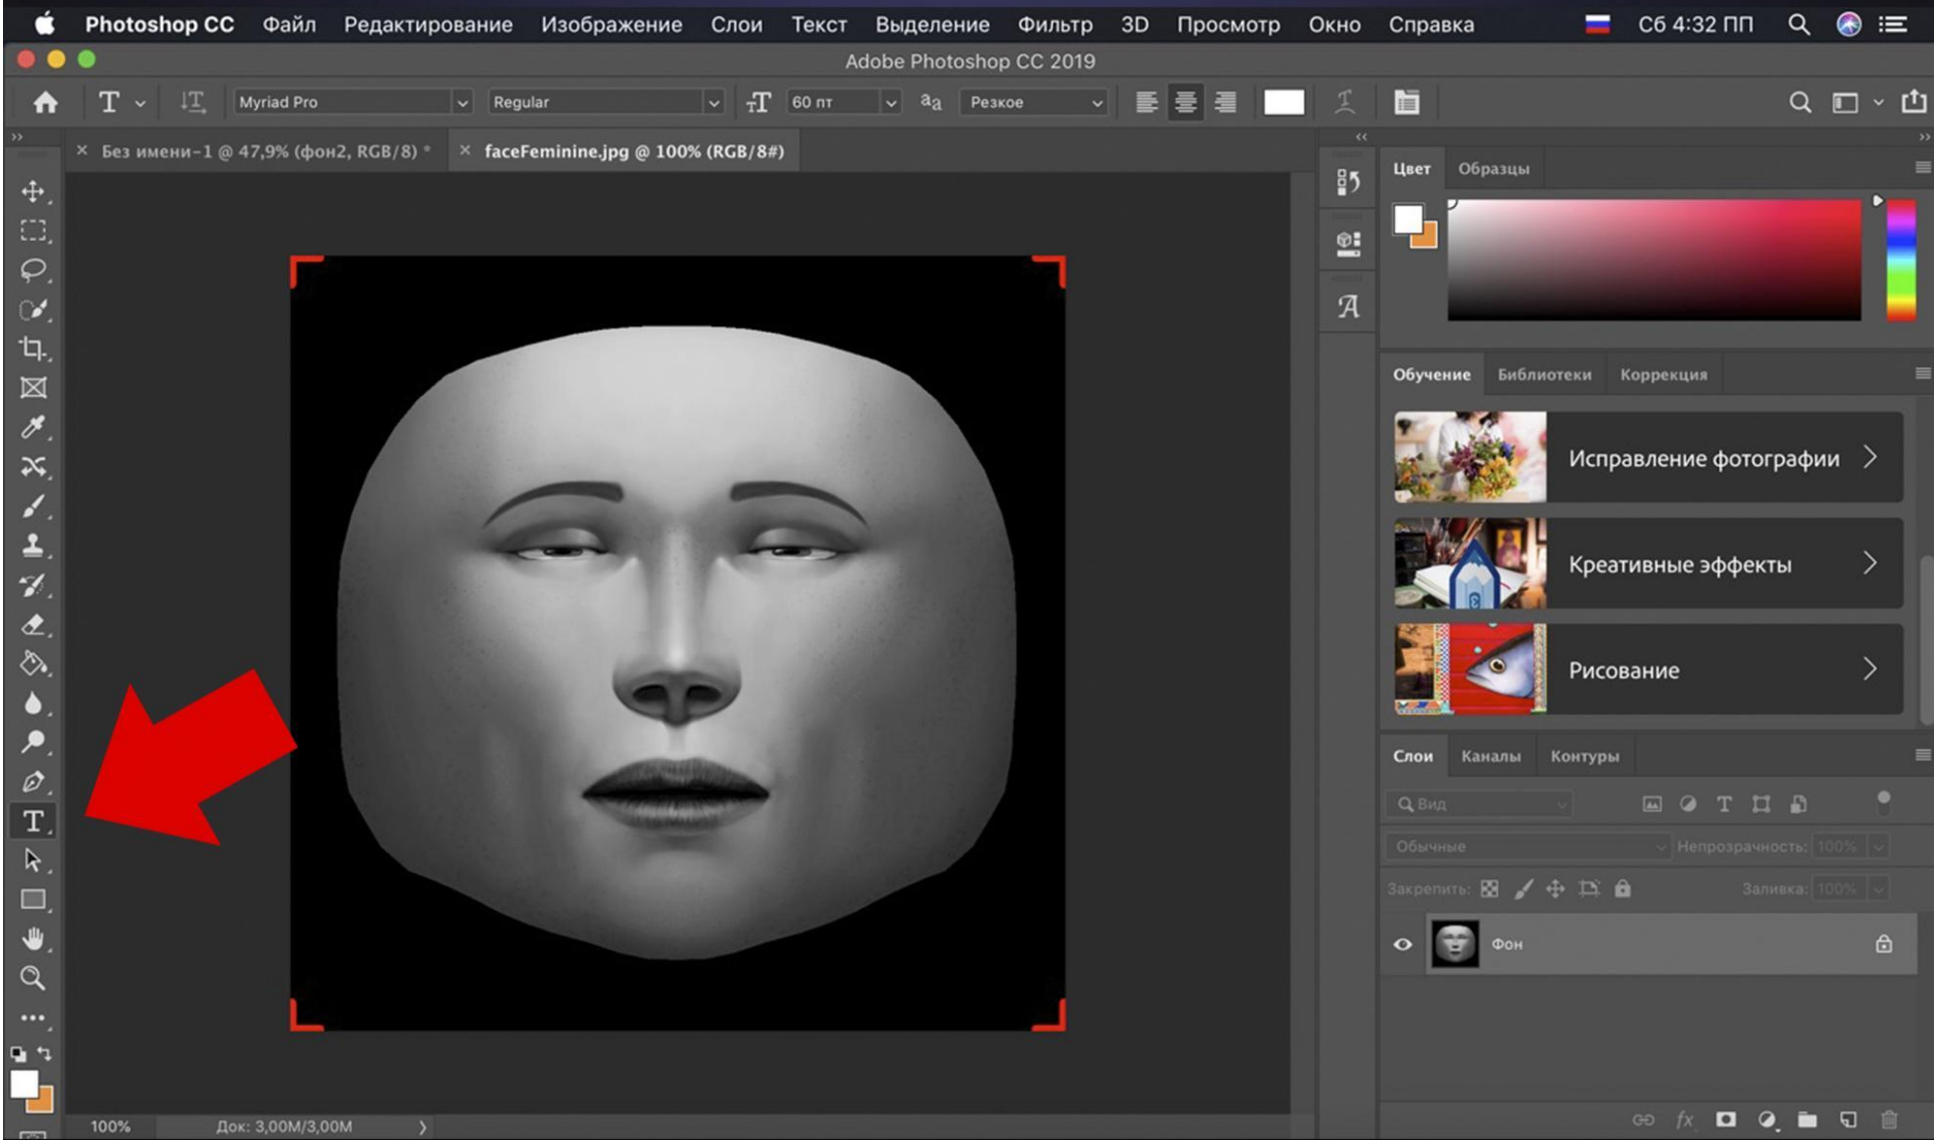 Photoshop CC Файл Редактирование Изображение Слои Текст Выделение Фильтр 3D Просмотр Окно Справка Сб 4:32 ПП
Adobe Photoshop CC 2019
T Myriad Pro Regular 60 пт aа Резкое
× Без имени-1 @ 47,9% (фон2, RGB/8) * × faceFeminine.jpg @ 100% (RGB/8#)
Цвет Образцы
Обучение Библиотеки Коррекция
Исправление фотографии
Креативные эффекты
Рисование
Слои Каналы Контуры
Вид
Обычные Непрозрачность: 100%
Закрепить: Заливка: 100%
Фон
fx
100% Док: 3,00M/3,00M